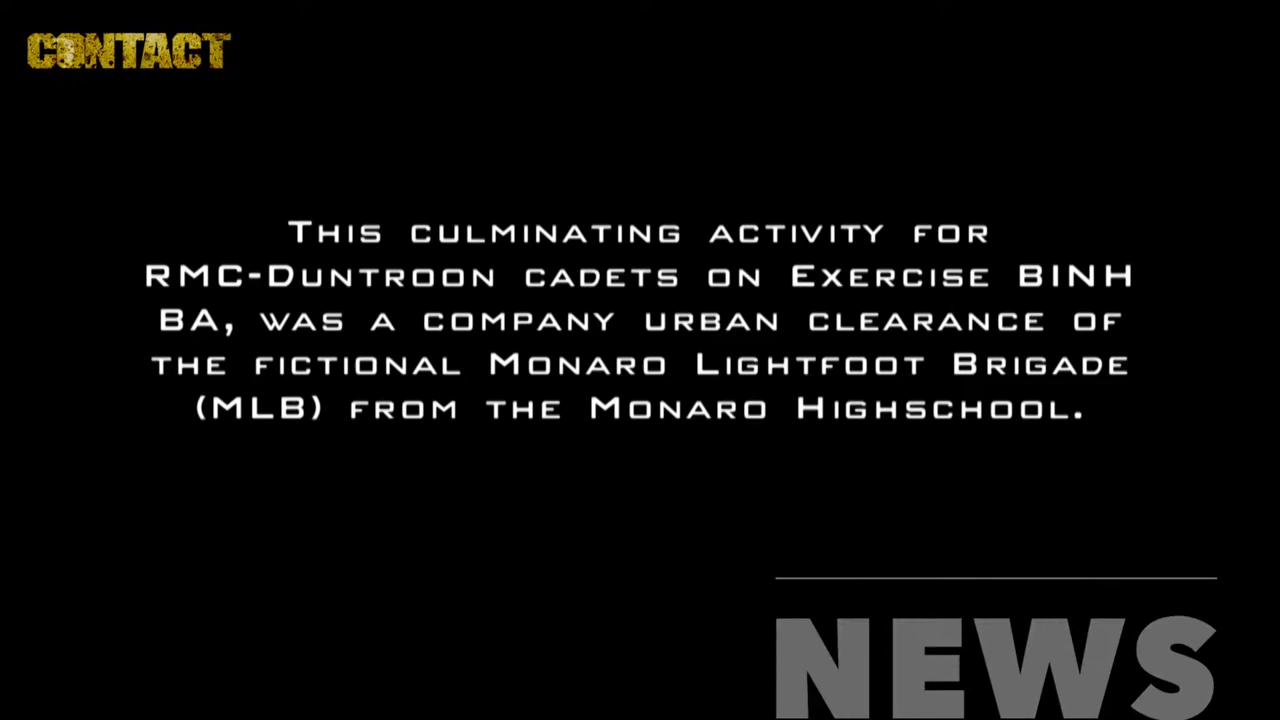 CONTACT
This culminating activity for
RMC-Duntroon cadets on Exercise BINH
BA, was a company urban clearance of
the fictional Monaro Lightfoot Brigade
(MLB) from the Monaro Highschool.
NEWS